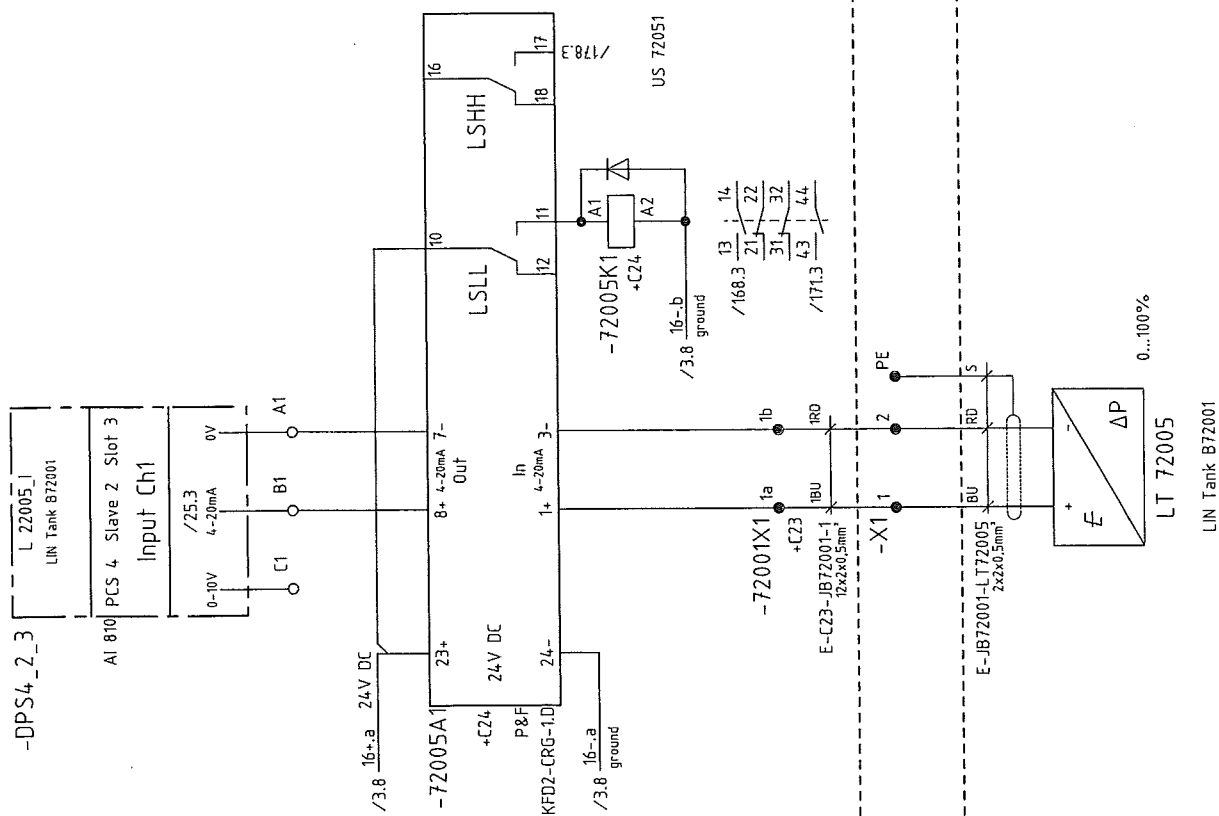 -DPS4_2_3
L 22005_I
LIN Tank B72001
AI 810 PCS 4 Slave 2 Slot 3
Input Ch1
/25.3
0-10V 4-20mA 0V
C1 B1 A1
/3.8 16+.a 24V DC
-72005A1
+C24
P&F
KFD2-CRG-1.D
23+ 8+ 4-20mA 7- 10 16
Out
24V DC
LSLL LSHH
In
24- 1+ 4-20mA 3- 12 11 18 17
/3.8 16-.a
ground
/178.3
US 72051
-72005K1
+C24
A1
A2
/3.8 16-.b
ground
13 14
/168.3
21 22
31 32
43 44
/171.3
-72001X1
+C23
1a 1b
E-C23-JB72001-1
12x2x0,5mm²
1BU 1RD
-X1
1 2 PE
E-JB72001-LT72005
2x2x0,5mm²
BU RD S
+ -
E ΔP
LT 72005
0...100%
LIN Tank B72001